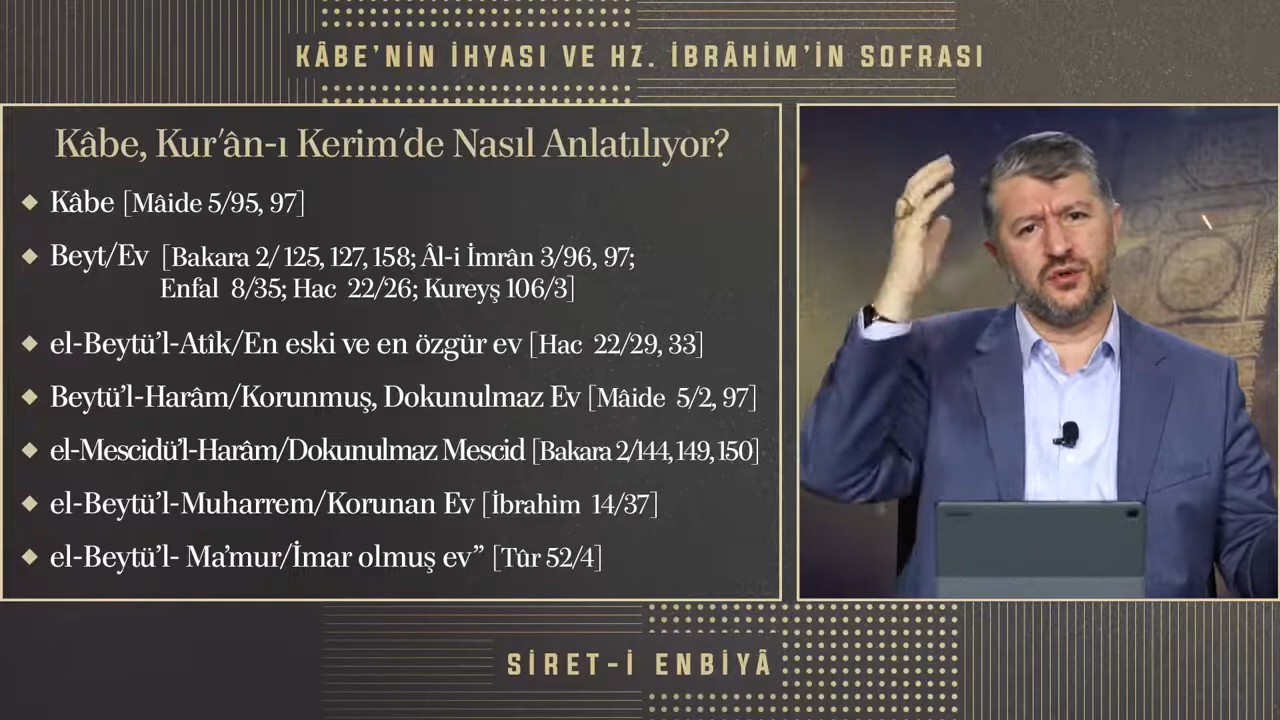 KÂBE'NİN İHYASI VE HZ. İBRÂHİM'İN SOFRASI
Kâbe, Kur'ân-ı Kerim'de Nasıl Anlatılıyor?
Kâbe [Mâide 5/95, 97]
Beyt/Ev [Bakara 2/ 125, 127, 158; Âl-i İmrân 3/96, 97;
Enfal 8/35; Hac 22/26; Kureyş 106/3]
el-Beytü'l-Atîk/En eski ve en özgür ev [Hac 22/29, 33]
Beytü'l-Harâm/Korunmuş, Dokunulmaz Ev [Mâide 5/2, 97]
el-Mescidü'l-Harâm/Dokunulmaz Mescid [Bakara 2/144, 149, 150]
el-Beytü'l-Muharrem/Korunan Ev [İbrahim 14/37]
el-Beytü'l- Ma'mur/İmar olmuş ev” [Tûr 52/4]
SİRET-İ ENBİYÂ